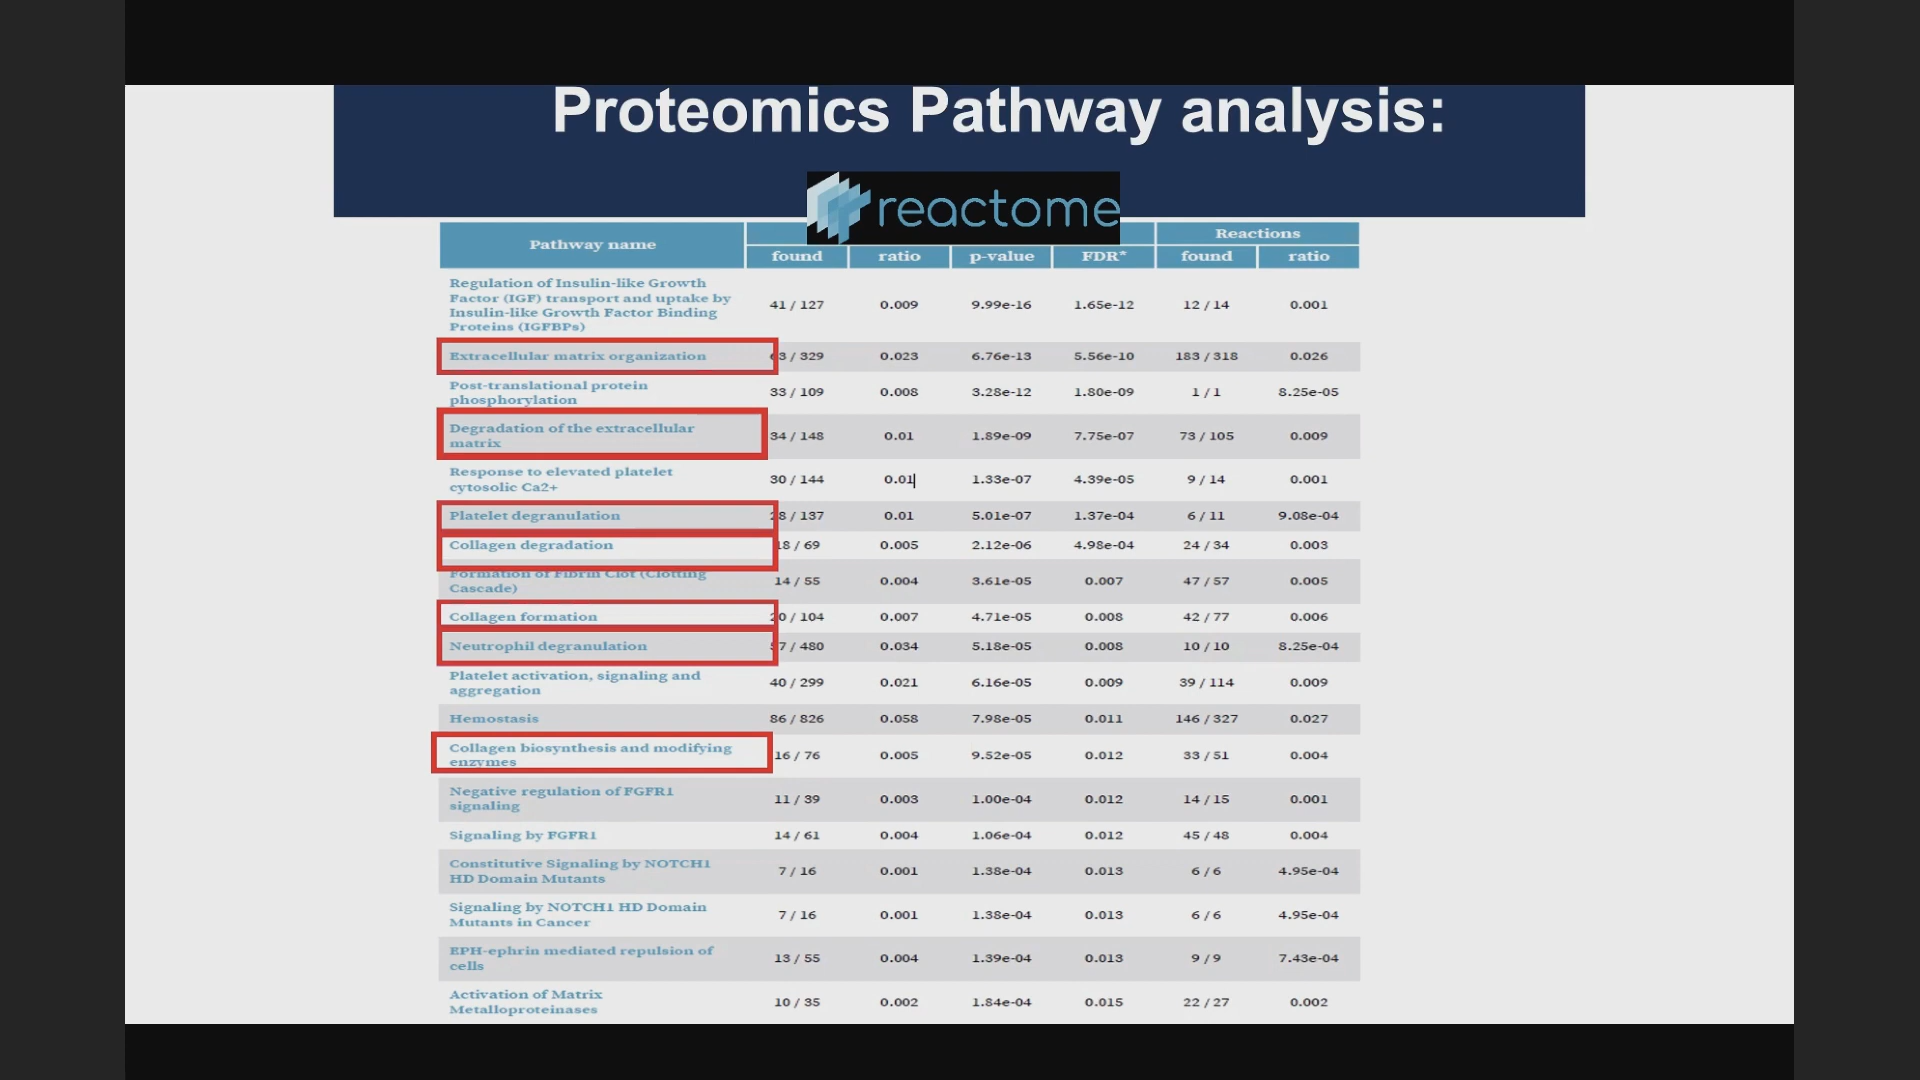 Proteomics Pathway analysis:
reactome
Pathway name
Reactions
found ratio p-value FDR* found ratio
Regulation of Insulin-like Growth
Factor (IGF) transport and uptake by
Insulin-like Growth Factor Binding
Proteins (IGFBPs)
41 / 127 0.009 9.99e-16 1.65e-12 12 / 14 0.001
Extracellular matrix organization 63 / 329 0.023 6.76e-13 5.56e-10 183 / 318 0.026
Post-translational protein
phosphorylation
33 / 109 0.008 3.28e-12 1.80e-09 1 / 1 8.25e-05
Degradation of the extracellular
matrix
34 / 148 0.01 1.89e-09 7.75e-07 73 / 105 0.009
Response to elevated platelet
cytosolic Ca2+
30 / 144 0.01 1.33e-07 4.39e-05 9 / 14 0.001
Platelet degranulation 28 / 137 0.01 5.01e-07 1.37e-04 6 / 11 9.08e-04
Collagen degradation 18 / 69 0.005 2.12e-06 4.98e-04 24 / 34 0.003
Formation of Fibrin Clot (Clotting
Cascade)
14 / 55 0.004 3.61e-05 0.007 47 / 57 0.005
Collagen formation 20 / 104 0.007 4.71e-05 0.008 42 / 77 0.006
Neutrophil degranulation 57 / 480 0.034 5.18e-05 0.008 10 / 10 8.25e-04
Platelet activation, signaling and
aggregation
40 / 299 0.021 6.16e-05 0.009 39 / 114 0.009
Hemostasis 86 / 826 0.058 7.98e-05 0.011 146 / 327 0.027
Collagen biosynthesis and modifying
enzymes
16 / 76 0.005 9.52e-05 0.012 33 / 51 0.004
Negative regulation of FGFR1
signaling
11 / 39 0.003 1.00e-04 0.012 14 / 15 0.001
Signaling by FGFR1 14 / 61 0.004 1.06e-04 0.012 45 / 48 0.004
Constitutive Signaling by NOTCH1
HD Domain Mutants
7 / 16 0.001 1.38e-04 0.013 6 / 6 4.95e-04
Signaling by NOTCH1 HD Domain
Mutants in Cancer
7 / 16 0.001 1.38e-04 0.013 6 / 6 4.95e-04
EPH-ephrin mediated repulsion of
cells
13 / 55 0.004 1.39e-04 0.013 9 / 9 7.43e-04
Activation of Matrix
Metalloproteinases
10 / 35 0.002 1.84e-04 0.015 22 / 27 0.002